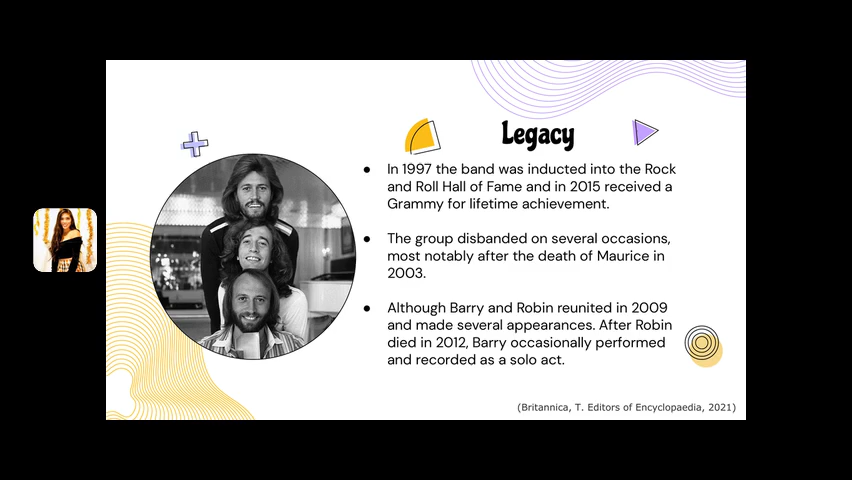 Legacy
● In 1997 the band was inducted into the Rock
and Roll Hall of Fame and in 2015 received a
Grammy for lifetime achievement.
● The group disbanded on several occasions,
most notably after the death of Maurice in
2003.
● Although Barry and Robin reunited in 2009
and made several appearances. After Robin
died in 2012, Barry occasionally performed
and recorded as a solo act.
(Britannica, T. Editors of Encyclopaedia, 2021)